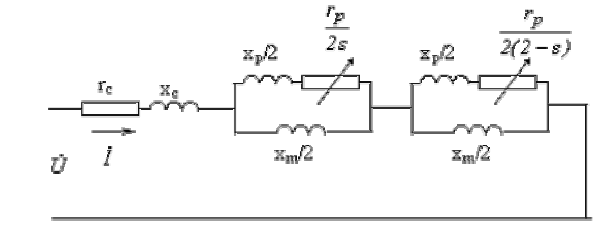 r_p/2s
r_p/2(2-s)
x_p/2
x_p/2
r_c
x_c
x_m/2
x_m/2
U̇
İ